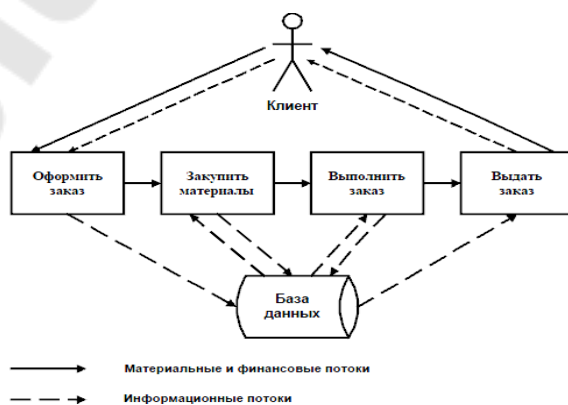 Клиент
Оформить
заказ
Закупить
материалы
Выполнить
заказ
Выдать
заказ
База
данных
Материальные и финансовые потоки
Информационные потоки